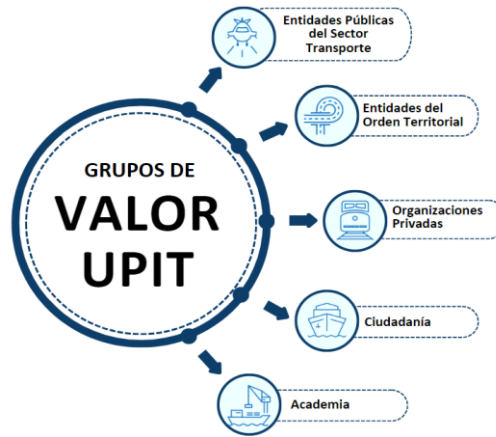 Entidades Públicas
del Sector
Transporte
Entidades del
Orden Territorial
GRUPOS DE
VALOR
UPIT
Organizaciones
Privadas
Ciudadanía
Academia